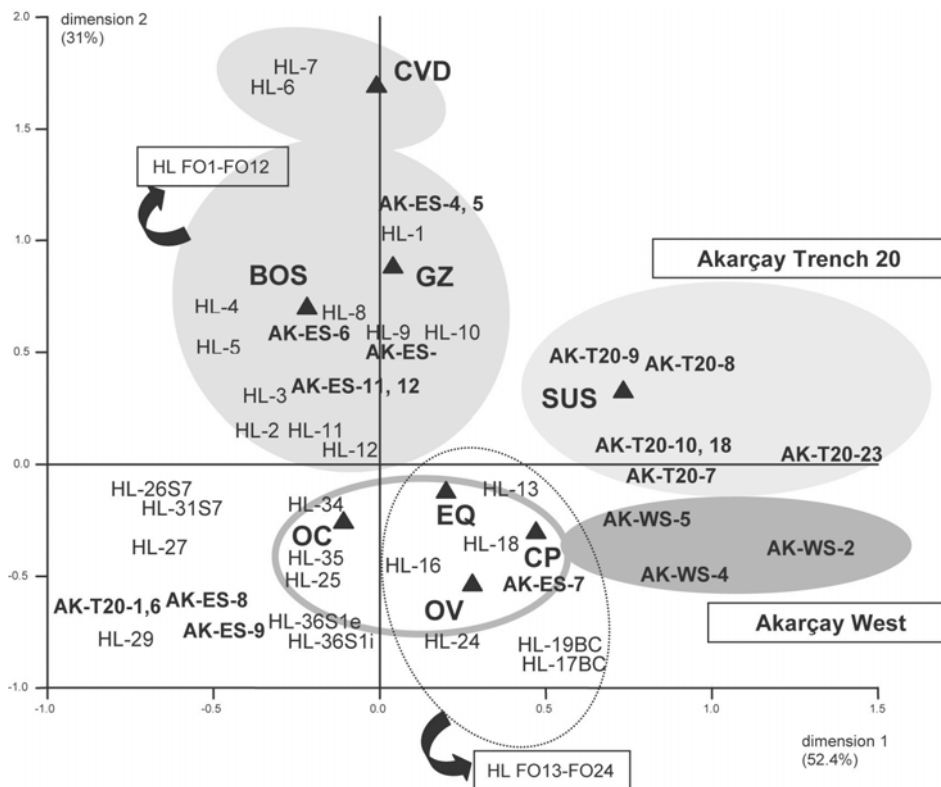 2.0
dimension 2
(31%)
HL-7
CVD
HL-6
1.5
HL FO1-FO12
AK-ES-4, 5
HL-1
1.0
Akarçay Trench 20
GZ
BOS
HL-4
HL-8
AK-ES-6
HL-9
HL-10
HL-5
AK-ES-
0.5
AK-T20-9
AK-T20-8
AK-ES-11, 12
HL-3
SUS
HL-2
HL-11
HL-12
AK-T20-10, 18
AK-T20-23
0.0
AK-T20-7
HL-26S7
HL-31S7
HL-34
HL-13
EQ
OC
AK-WS-5
HL-27
HL-18
CP
AK-WS-2
HL-35
HL-16
HL-25
AK-ES-7
AK-WS-4
-0.5
AK-T20-1,6
AK-ES-8
OV
AK-ES-9
HL-29
HL-36S1e
HL-36S1i
HL-24
HL-19BC
HL-17BC
Akarçay West
-1.0
-1.0
-0.5
0.0
0.5
1.0
1.5
dimension 1
(52.4%)
HL FO13-FO24